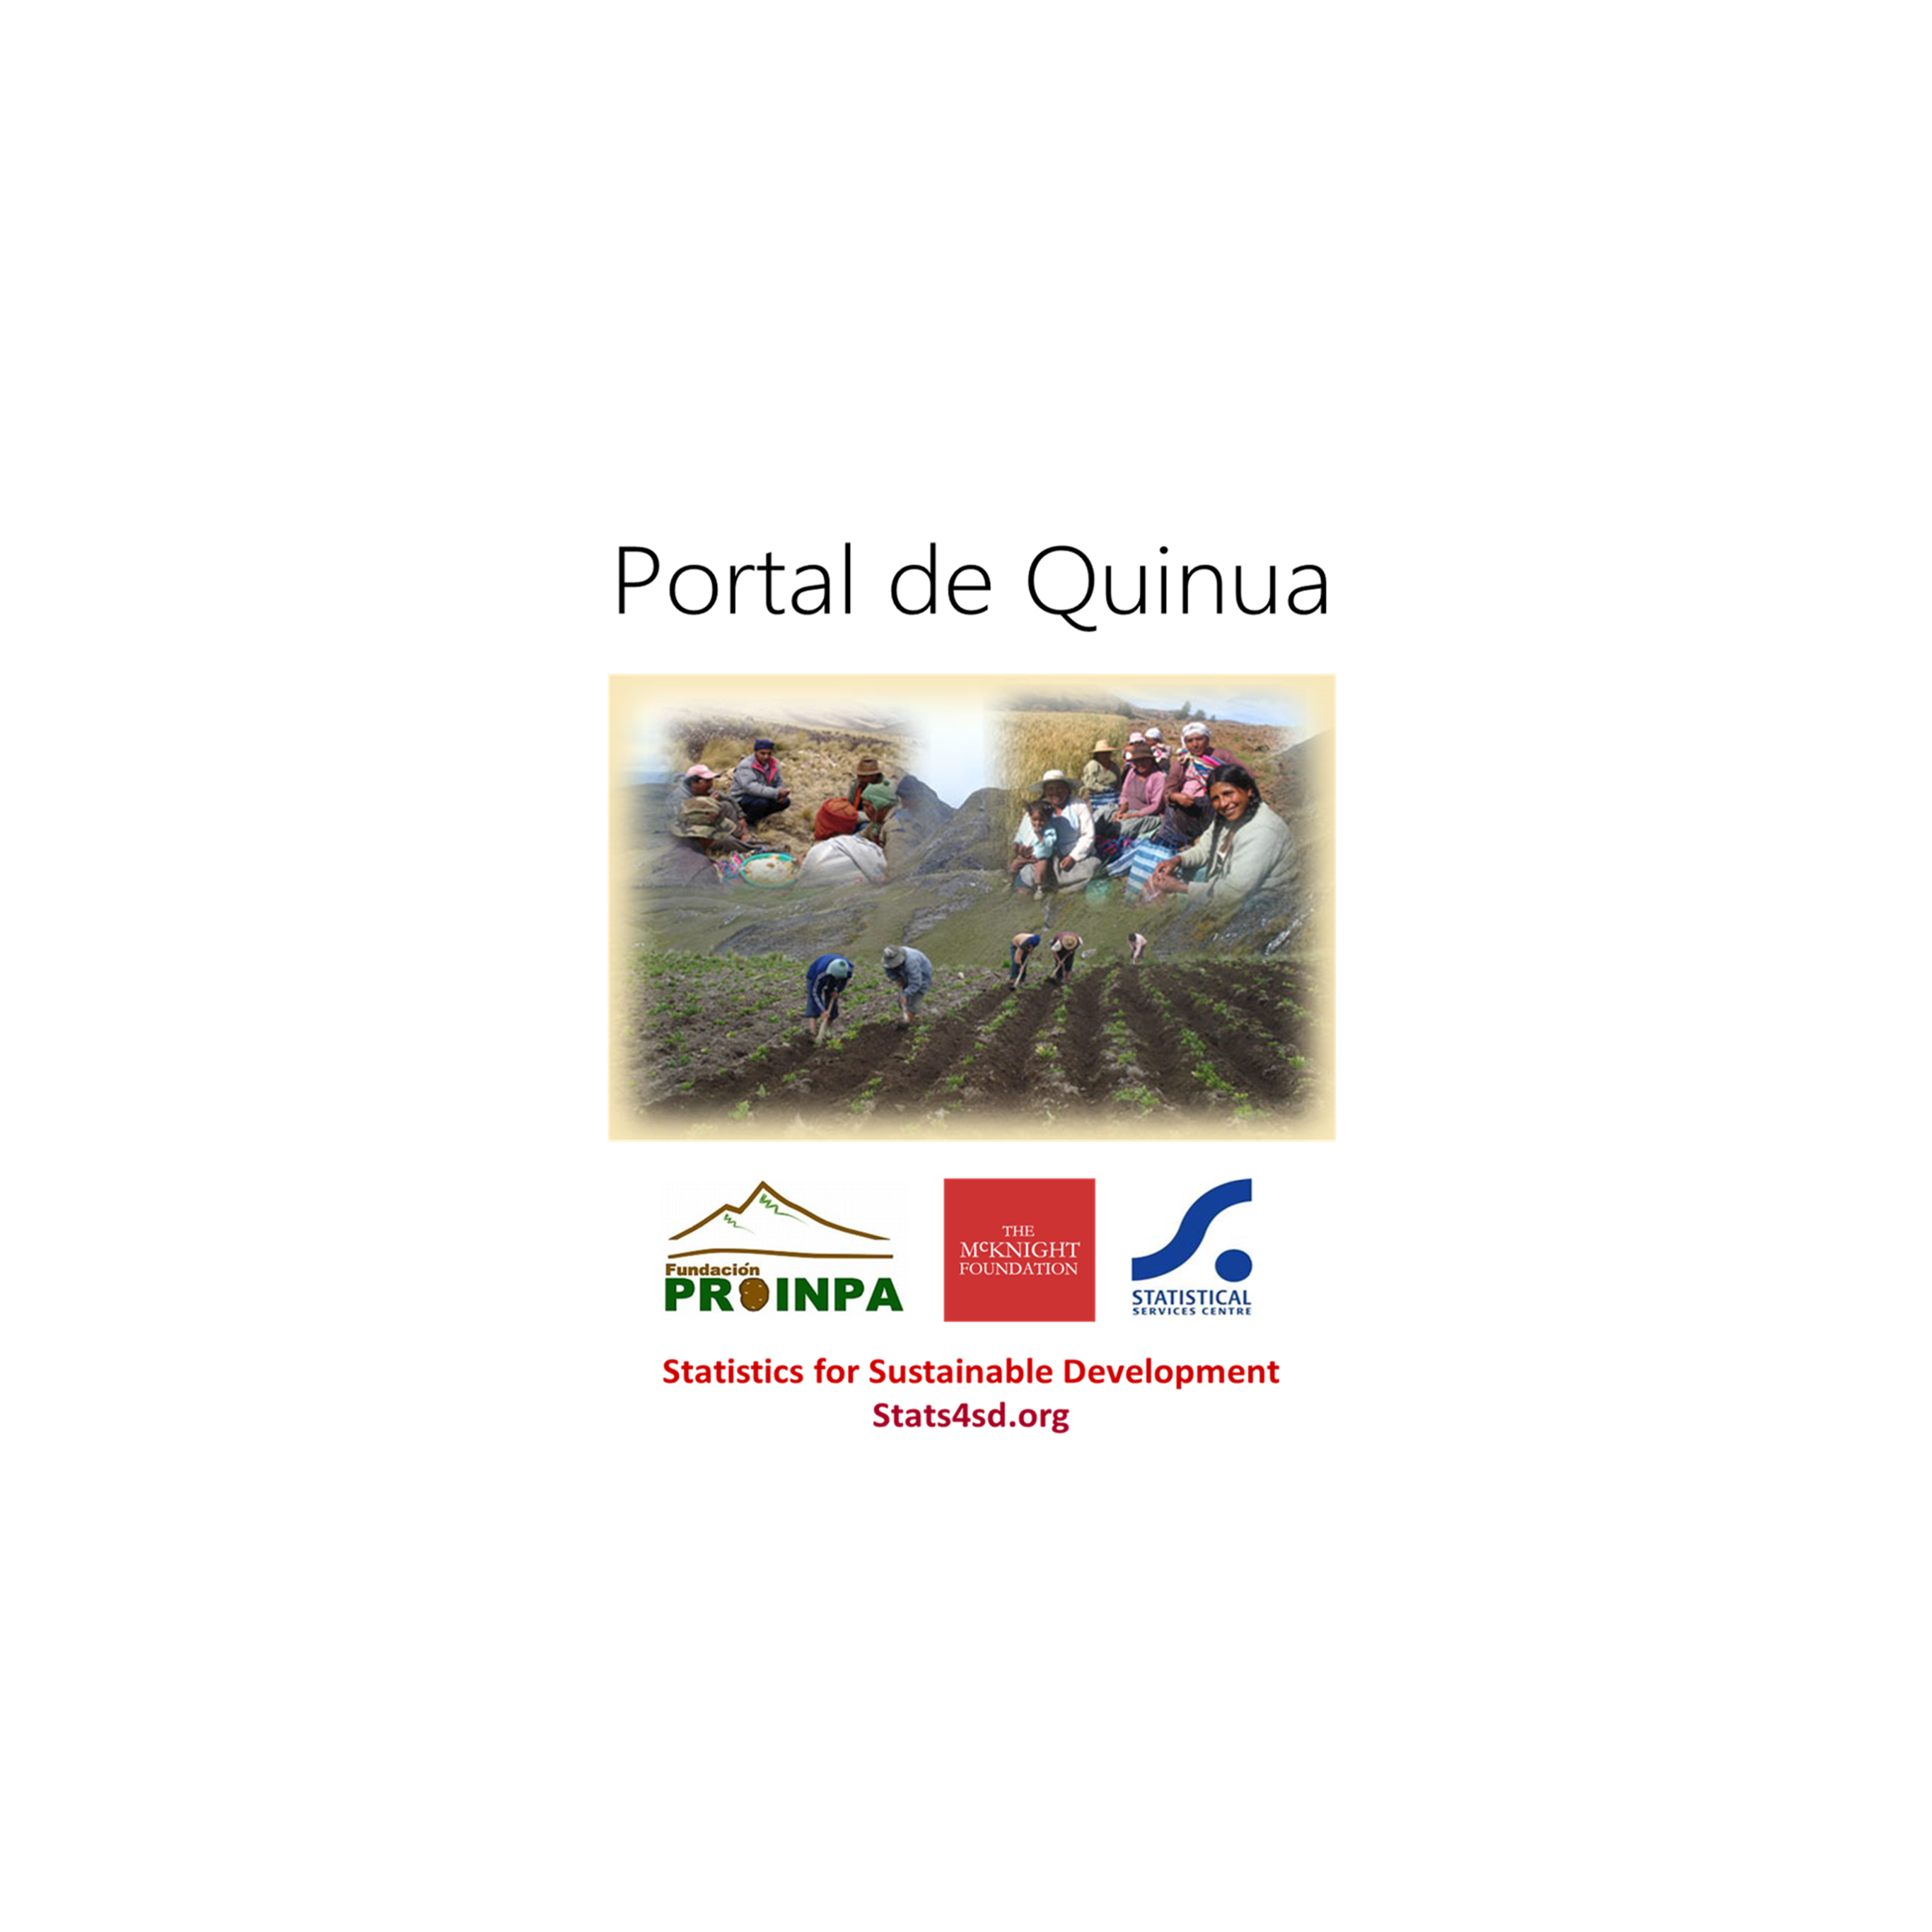 Portal de Quinua
Fundación
PROINPA
THE
McKNIGHT
FOUNDATION
STATISTICAL
SERVICES CENTRE
Statistics for Sustainable Development
Stats4sd.org